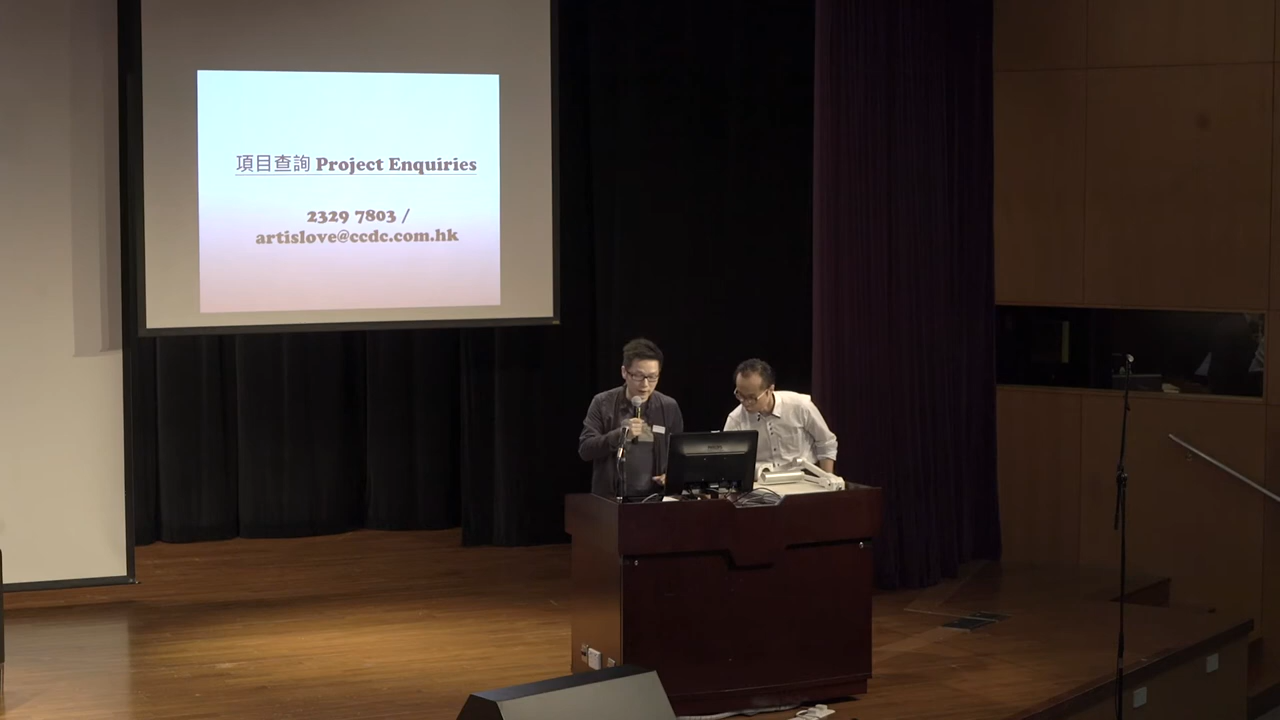 項目查詢 Project Enquiries
2329 7803 /
artislove@ccdc.com.hk